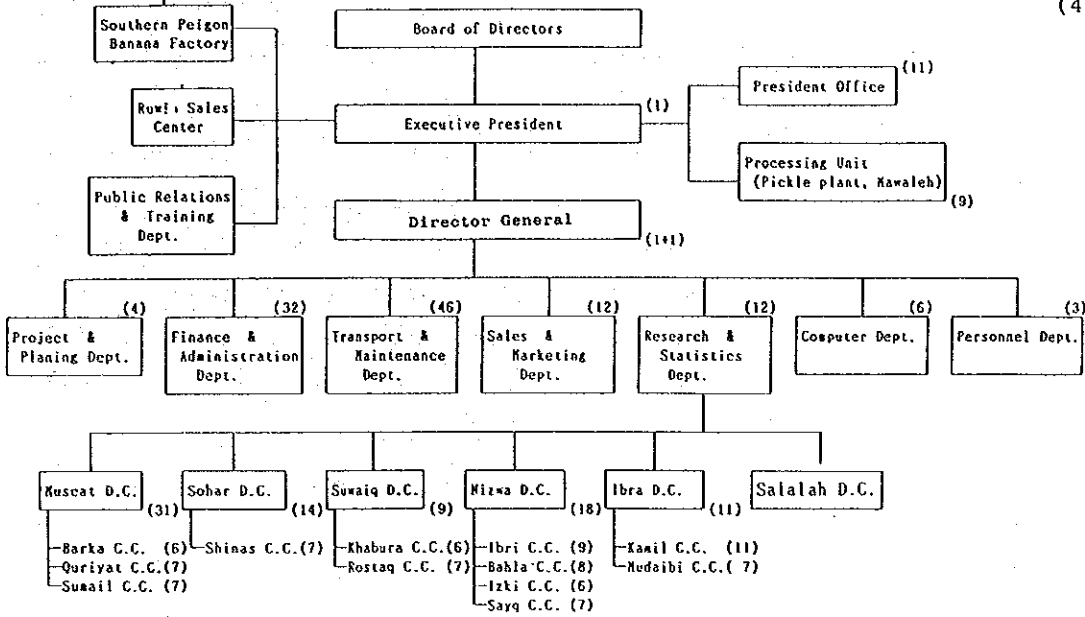 (4
Southern Peigon
Banana Factory
Board of Directors
(11)
President Office
Ruwi Sales
Center
(1)
Executive President
Processing Unit
(Pickle plant, Mawaleh)
(9)
Public Relations
& Training
Dept.
Director General
(1+1)
(4)
Project &
Planing Dept.
(32)
Finance &
Administration
Dept.
(46)
Transport &
Maintenance
Dept.
(12)
Sales &
Marketing
Dept.
(12)
Research &
Statistics
Dept.
(6)
Computer Dept.
(3)
Personnel Dept.
Muscat D.C.
(31)
Barka C.C. (6)
Quriyat C.C.(7)
Sumail C.C. (7)
Sohar D.C.
(14)
Shinas C.C.(7)
Suwaiq D.C.
(9)
Khabura C.C.(6)
Rostaq C.C. (7)
Nizwa D.C.
(18)
Ibri C.C. (9)
Bahla C.C.(8)
Izki C.C. (6)
Sayq C.C. (7)
Ibra D.C.
(11)
Kamil C.C. (11)
Mudaibi C.C.( 7)
Salalah D.C.